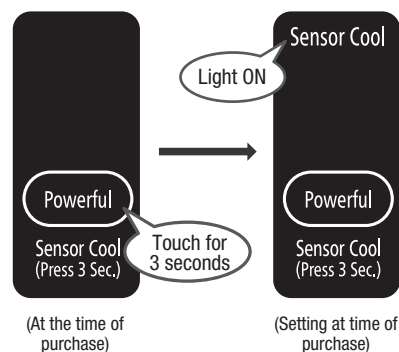 Powerful
Sensor Cool
(Press 3 Sec.)
Touch for
3 seconds
(At the time of
purchase)
Sensor Cool
Light ON
Powerful
Sensor Cool
(Press 3 Sec.)
(Setting at time of
purchase)